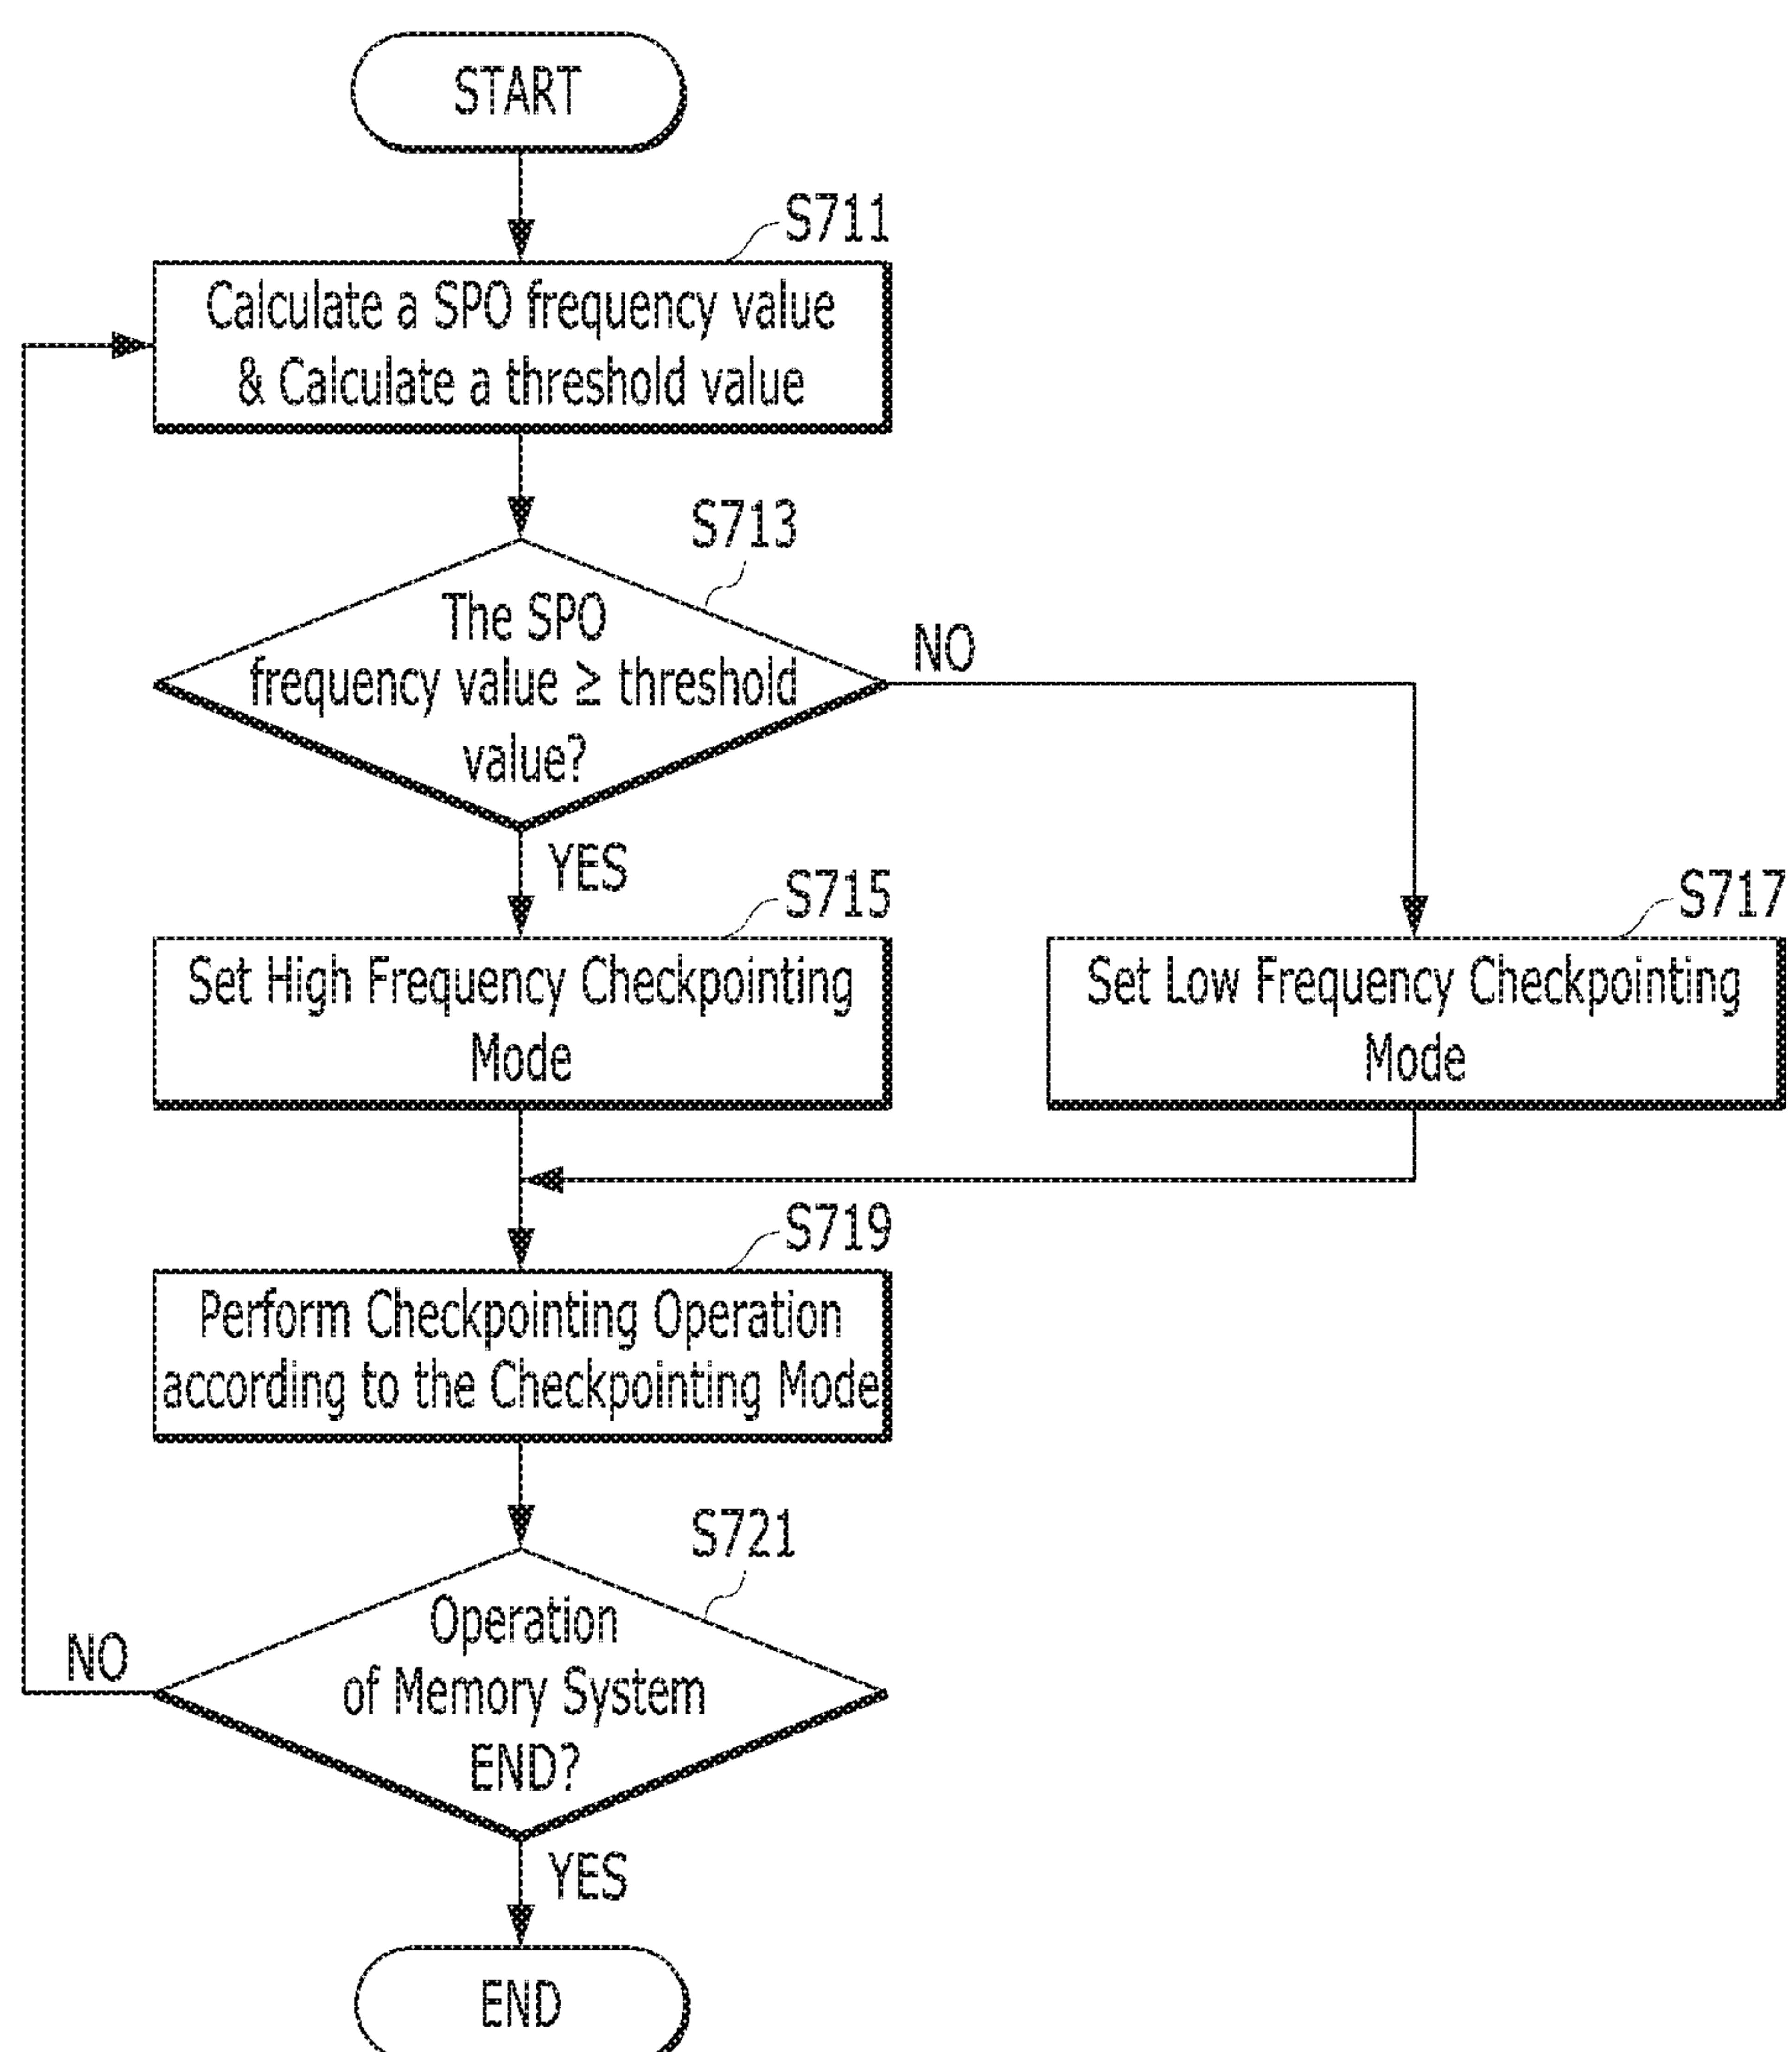 START
S711
Calculate a SPO frequency value
& Calculate a threshold value
S713
The SPO
frequency value ≥ threshold
value?
NO
YES
S715
Set High Frequency Checkpointing
Mode
S717
Set Low Frequency Checkpointing
Mode
S719
Perform Checkpointing Operation
according to the Checkpointing Mode
S721
Operation
of Memory System
END?
NO
YES
END